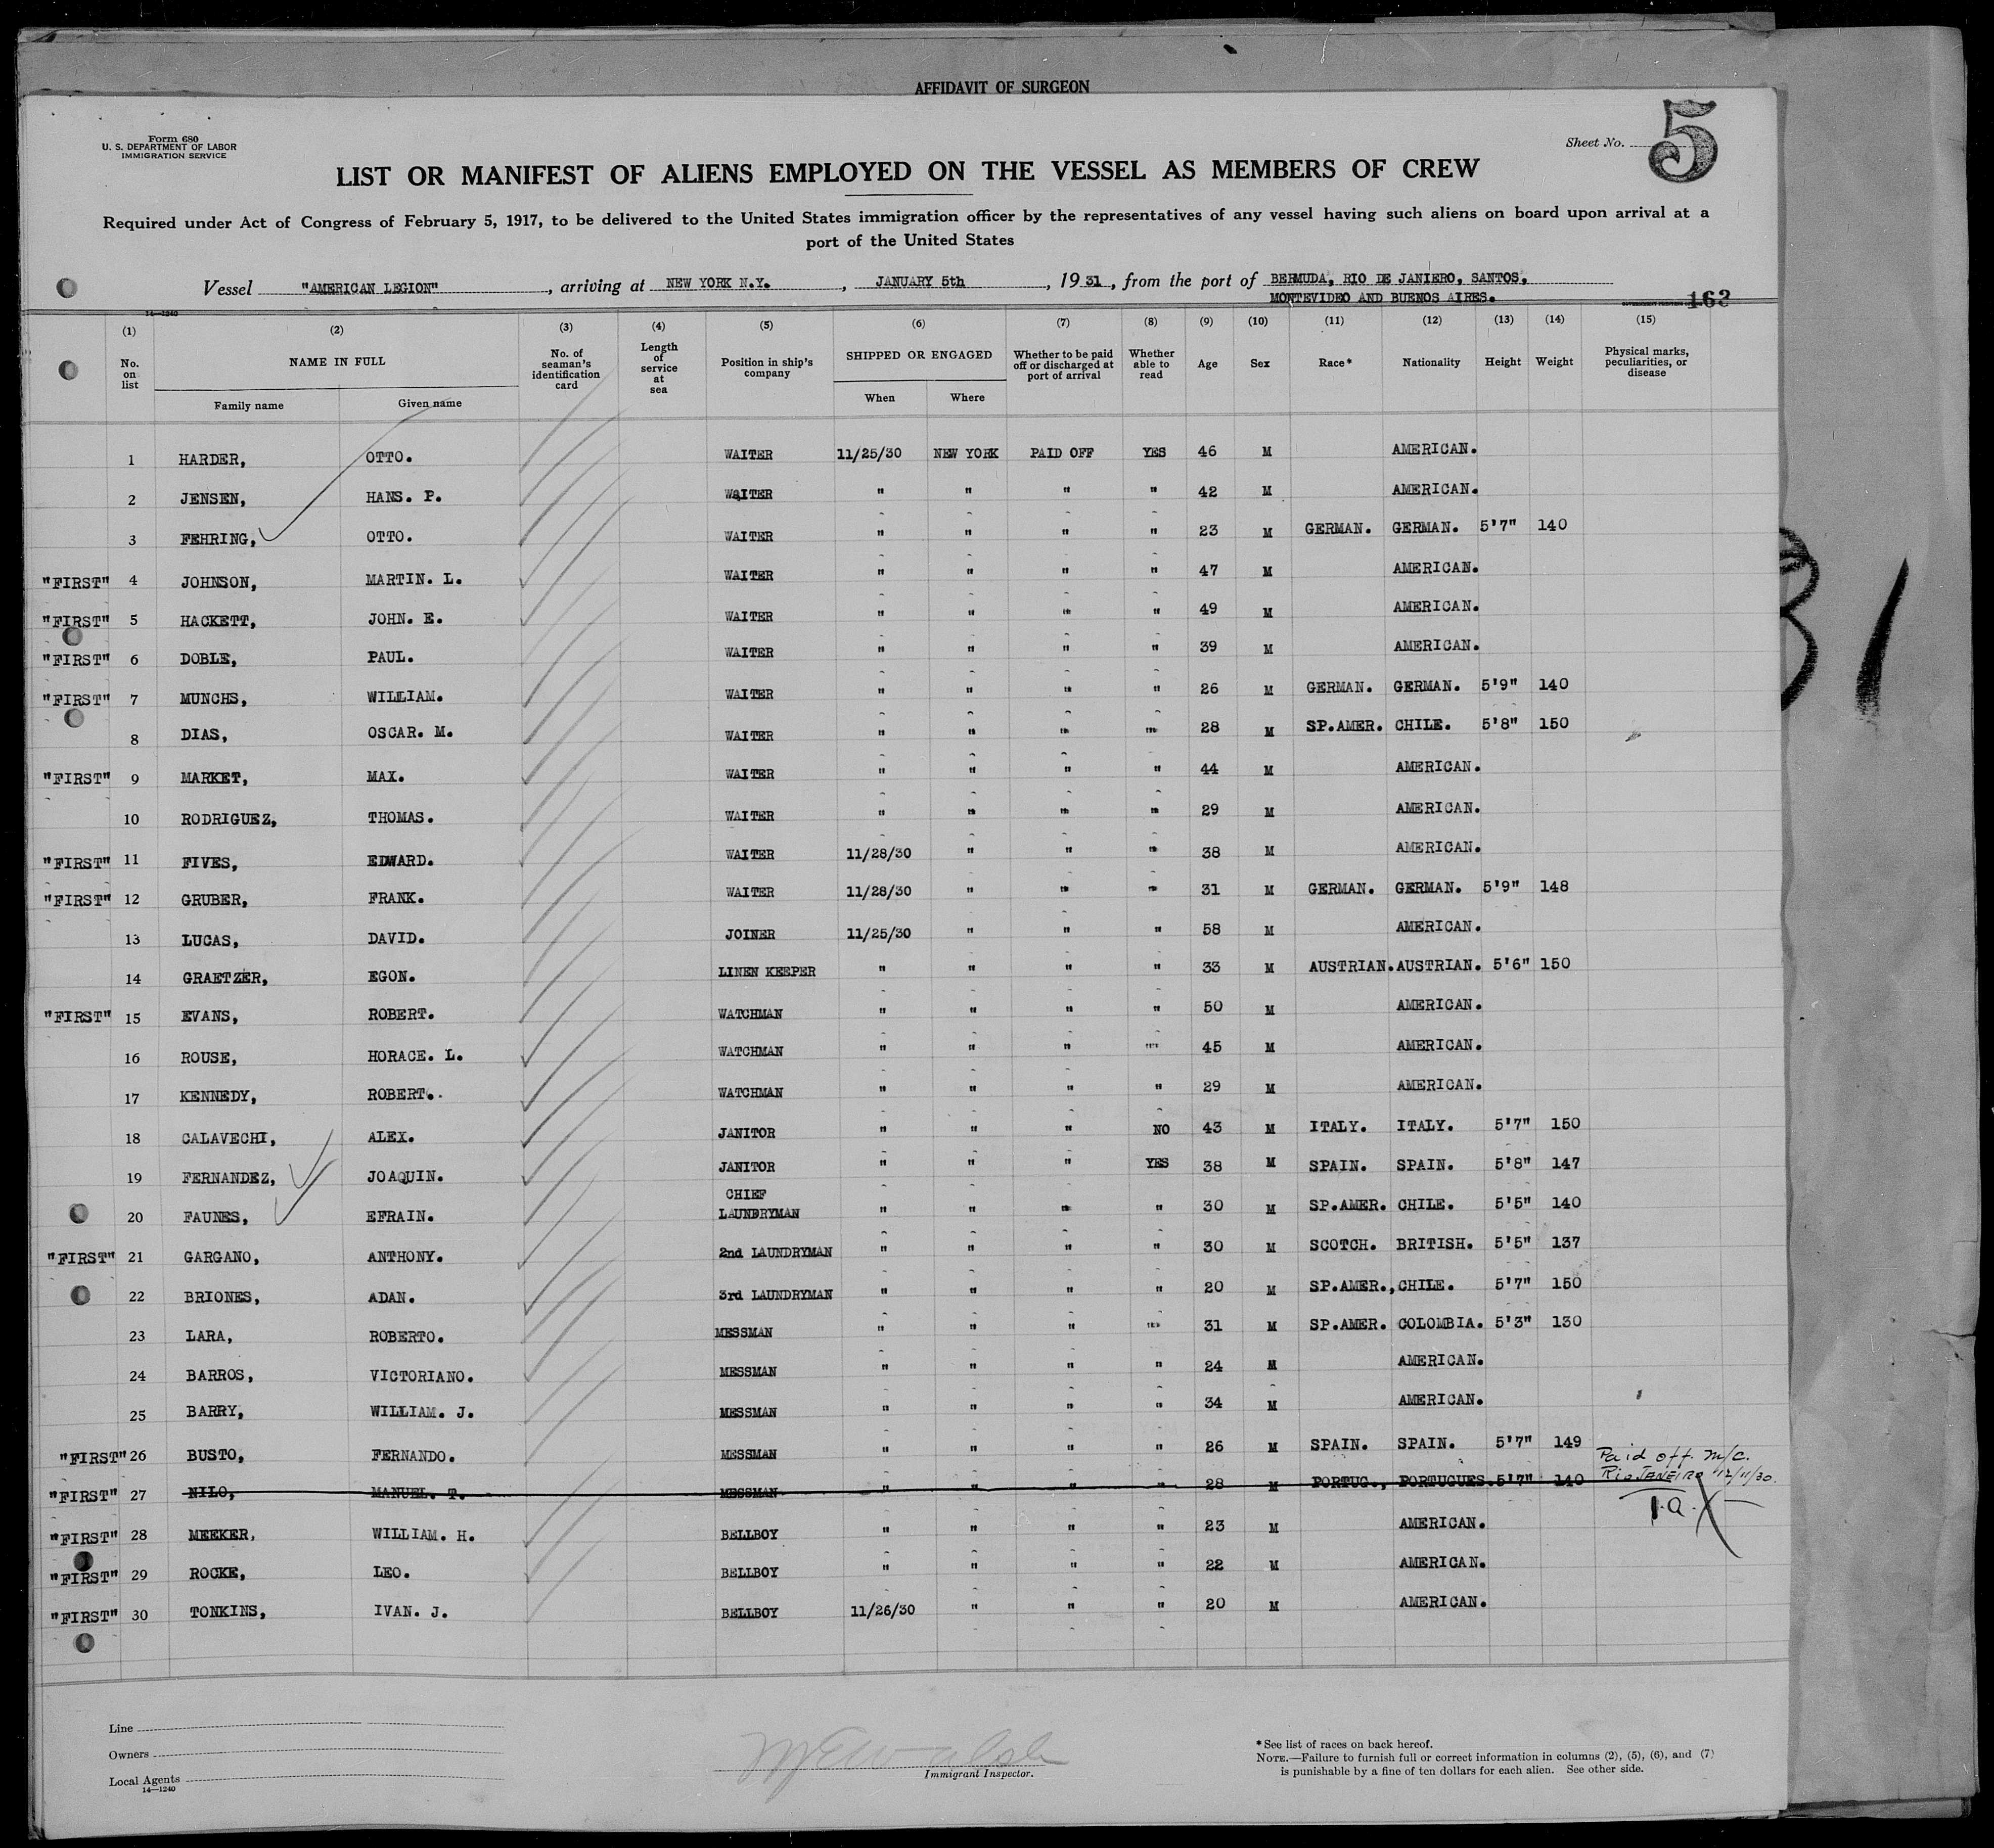 AFFIDAVIT OF SURGEON
Form 680
U. S. DEPARTMENT OF LABOR
IMMIGRATION SERVICE
Sheet No. 5
LIST OR MANIFEST OF ALIENS EMPLOYED ON THE VESSEL AS MEMBERS OF CREW
Required under Act of Congress of February 5, 1917, to be delivered to the United States immigration officer by the representatives of any vessel having such aliens on board upon arrival at a
port of the United States
Vessel "AMERICAN LEGION", arriving at NEW YORK N.Y., JANUARY 5th, 1931, from the port of BERMUDA, RIO DE JANIERO, SANTOS,
MONTEVIDEO AND BUENOS AIRES.
163
14—1240
(1) (2) (3) (4) (5) (6) (7) (8) (9) (10) (11) (12) (13) (14) (15)
No. on list NAME IN FULL No. of seaman's identification card Length of service at sea Position in ship's company SHIPPED OR ENGAGED Whether to be paid off or discharged at port of arrival Whether able to read Age Sex Race* Nationality Height Weight Physical marks, peculiarities, or disease
Family name Given name When Where
1 HARDER, OTTO. WAITER 11/25/30 NEW YORK PAID OFF YES 46 M AMERICAN.
2 JENSEN, HANS. P. WAITER " " " " 42 M AMERICAN.
3 FEHRING, OTTO. WAITER " " " " 23 M GERMAN. GERMAN. 5'7" 140
"FIRST" 4 JOHNSON, MARTIN. L. WAITER " " " " 47 M AMERICAN.
"FIRST" 5 HACKETT, JOHN. E. WAITER " " " " 49 M AMERICAN.
"FIRST" 6 DOBLE, PAUL. WAITER " " " " 39 M AMERICAN.
"FIRST" 7 MUNCHS, WILLIAM. WAITER " " " " 26 M GERMAN. GERMAN. 5'9" 140
8 DIAS, OSCAR. M. WAITER " " " " 28 M SP.AMER. CHILE. 5'8" 150
"FIRST" 9 MARKET, MAX. WAITER " " " " 44 M AMERICAN.
10 RODRIGUEZ, THOMAS. WAITER " " " " 29 M AMERICAN.
"FIRST" 11 FIVES, EDWARD. WAITER 11/28/30 " " " 38 M AMERICAN.
"FIRST" 12 GRUBER, FRANK. WAITER 11/28/30 " " " 31 M GERMAN. GERMAN. 5'9" 148
13 LUCAS, DAVID. JOINER 11/25/30 " " " 58 M AMERICAN.
14 GRAETZER, EGON. LINEN KEEPER " " " " 33 M AUSTRIAN. AUSTRIAN. 5'6" 150
"FIRST" 15 EVANS, ROBERT. WATCHMAN " " " " 50 M AMERICAN.
16 ROUSE, HORACE. L. WATCHMAN " " " " 45 M AMERICAN.
17 KENNEDY, ROBERT. WATCHMAN " " " " 29 M AMERICAN.
18 CALAVECHI, ALEX. JANITOR " " " NO 43 M ITALY. ITALY. 5'7" 150
19 FERNANDEZ, JOAQUIN. JANITOR " " " YES 38 M SPAIN. SPAIN. 5'8" 147
20 FAUNES, EFRAIN. CHIEF LAUNDRYMAN " " " " 30 M SP.AMER. CHILE. 5'5" 140
"FIRST" 21 GARGANO, ANTHONY. 2nd LAUNDRYMAN " " " " 30 M SCOTCH. BRITISH. 5'5" 137
22 BRIONES, ADAN. 3rd LAUNDRYMAN " " " " 20 M SP.AMER., CHILE. 5'7" 150
23 LARA, ROBERTO. MESSMAN " " " " 31 M SP.AMER. COLOMBIA. 5'3" 130
24 BARROS, VICTORIANO. MESSMAN " " " " 24 M AMERICAN.
25 BARRY, WILLIAM. J. MESSMAN " " " " 34 M AMERICAN.
"FIRST" 26 BUSTO, FERNANDO. MESSMAN " " " " 26 M SPAIN. SPAIN. 5'7" 149
Paid off. M/C.
Rio JANEIRO 12/11/30.
"FIRST" 27 NILO, MANUEL. T. MESSMAN " " " " 28 M PORTUG., PORTUGUES. 5'7" 140
"FIRST" 28 MEEKER, WILLIAM. H. BELLBOY " " " " 23 M AMERICAN.
"FIRST" 29 ROCKE, LEO. BELLBOY " " " " 22 M AMERICAN.
"FIRST" 30 TONKINS, IVAN. J. BELLBOY 11/26/30 " " " 20 M AMERICAN.
Line
Owners
Local Agents
14—1240
Immigrant Inspector.
*See list of races on back hereof.
NOTE.—Failure to furnish full or correct information in columns (2), (5), (6), and (7)
is punishable by a fine of ten dollars for each alien. See other side.
31